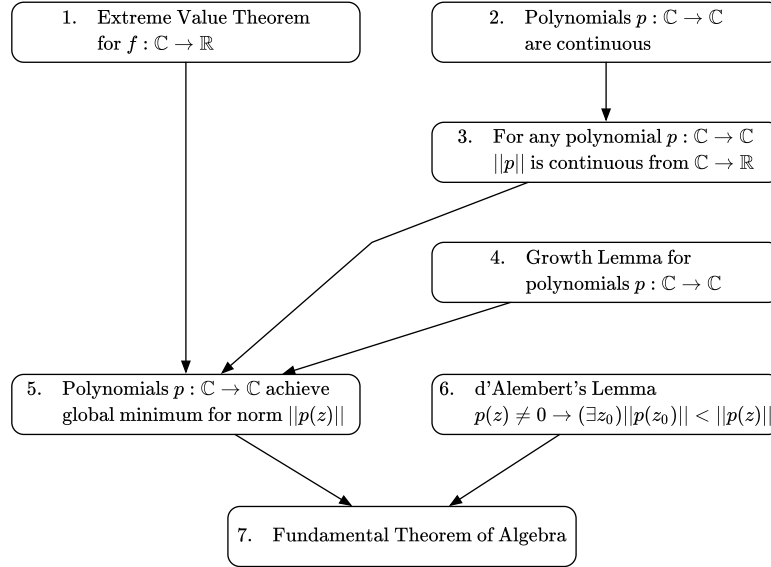 1. Extreme Value Theorem
for f : ℂ → ℝ
2. Polynomials p : ℂ → ℂ
are continuous
3. For any polynomial p : ℂ → ℂ
||p|| is continuous from ℂ → ℝ
4. Growth Lemma for
polynomials p : ℂ → ℂ
5. Polynomials p : ℂ → ℂ achieve
global minimum for norm ||p(z)||
6. d'Alembert's Lemma
p(z) ≠ 0 → (∃z₀)||p(z₀)|| < ||p(z)||
7. Fundamental Theorem of Algebra